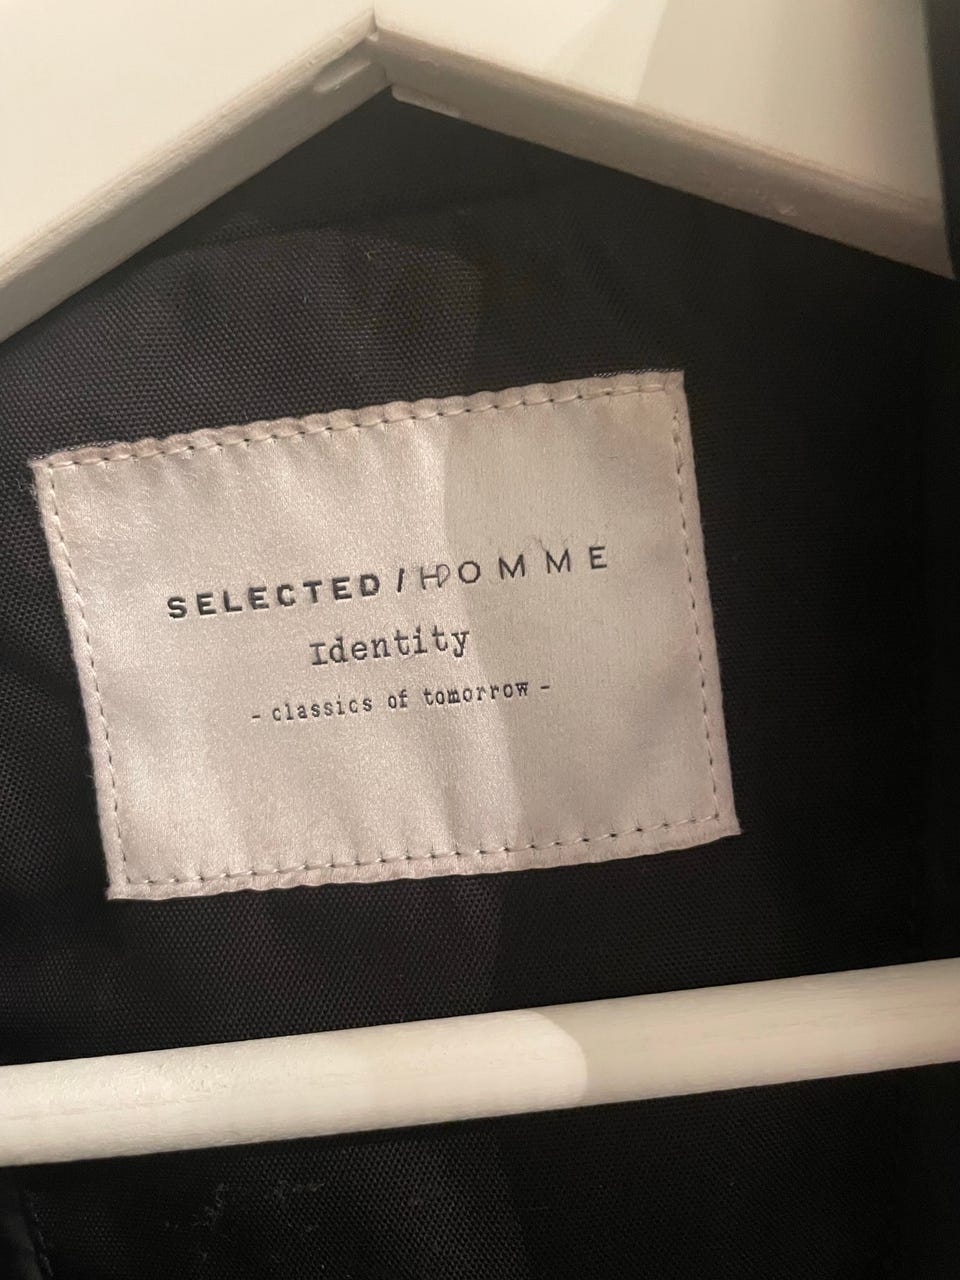 SELECTED / HOMME
Identity
- classics of tomorrow -